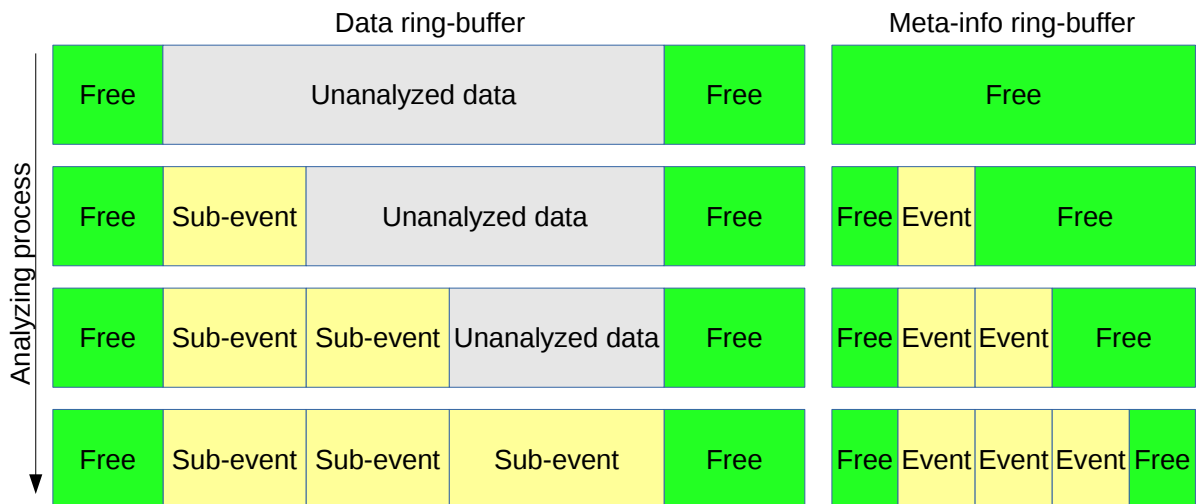 Data ring-buffer Meta-info ring-buffer
Analyzing process
Free Unanalyzed data Free Free
Free Sub-event Unanalyzed data Free Free Event Free
Free Sub-event Sub-event Unanalyzed data Free Free Event Event Free
Free Sub-event Sub-event Sub-event Free Free Event Event Event Free